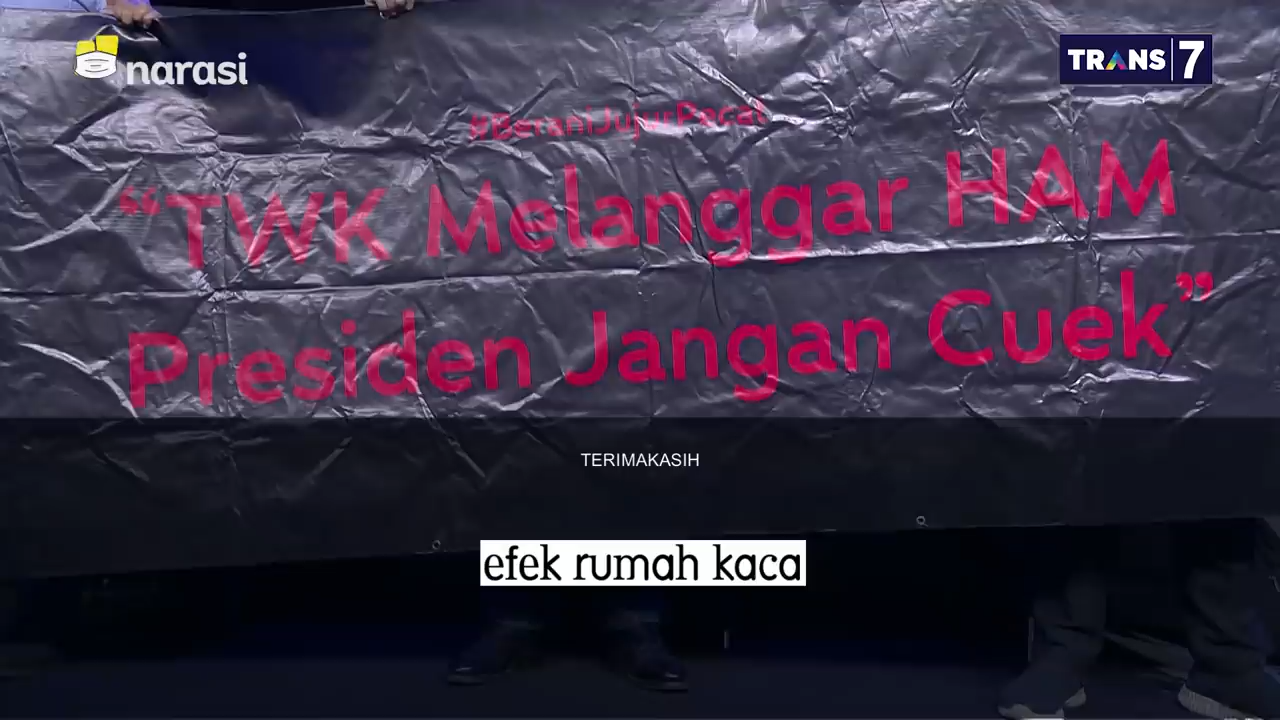 narasi
TRANS 7
#BeraniJujurPecat
“TWK Melanggar HAM
Presiden Jangan Cuek”
TERIMAKASIH
efek rumah kaca